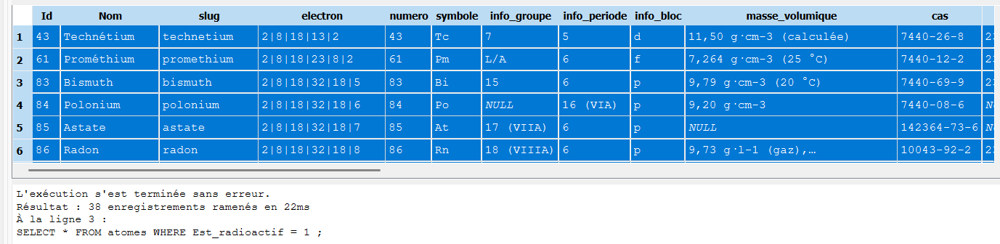 Id Nom slug electron numero symbole info_groupe info_periode info_bloc masse_volumique cas
1 43 Technétium technetium 2|8|18|13|2 43 Tc 7 5 d 11,50 g·cm-3 (calculée) 7440-26-8
2 61 Prométhium promethium 2|8|18|23|8|2 61 Pm L/A 6 f 7,264 g·cm-3 (25 °C) 7440-12-2
3 83 Bismuth bismuth 2|8|18|32|18|5 83 Bi 15 6 p 9,79 g·cm-3 (20 °C) 7440-69-9
4 84 Polonium polonium 2|8|18|32|18|6 84 Po NULL 16 (VIA) p 9,20 g·cm-3 7440-08-6
5 85 Astate astate 2|8|18|32|18|7 85 At 17 (VIIA) 6 p NULL 142364-73-6
6 86 Radon radon 2|8|18|32|18|8 86 Rn 18 (VIIIA) 6 p 9,73 g·l-1 (gaz),… 10043-92-2
L'exécution s'est terminée sans erreur.
Résultat : 38 enregistrements ramenés en 22ms
À la ligne 3 :
SELECT * FROM atomes WHERE Est_radioactif = 1 ;